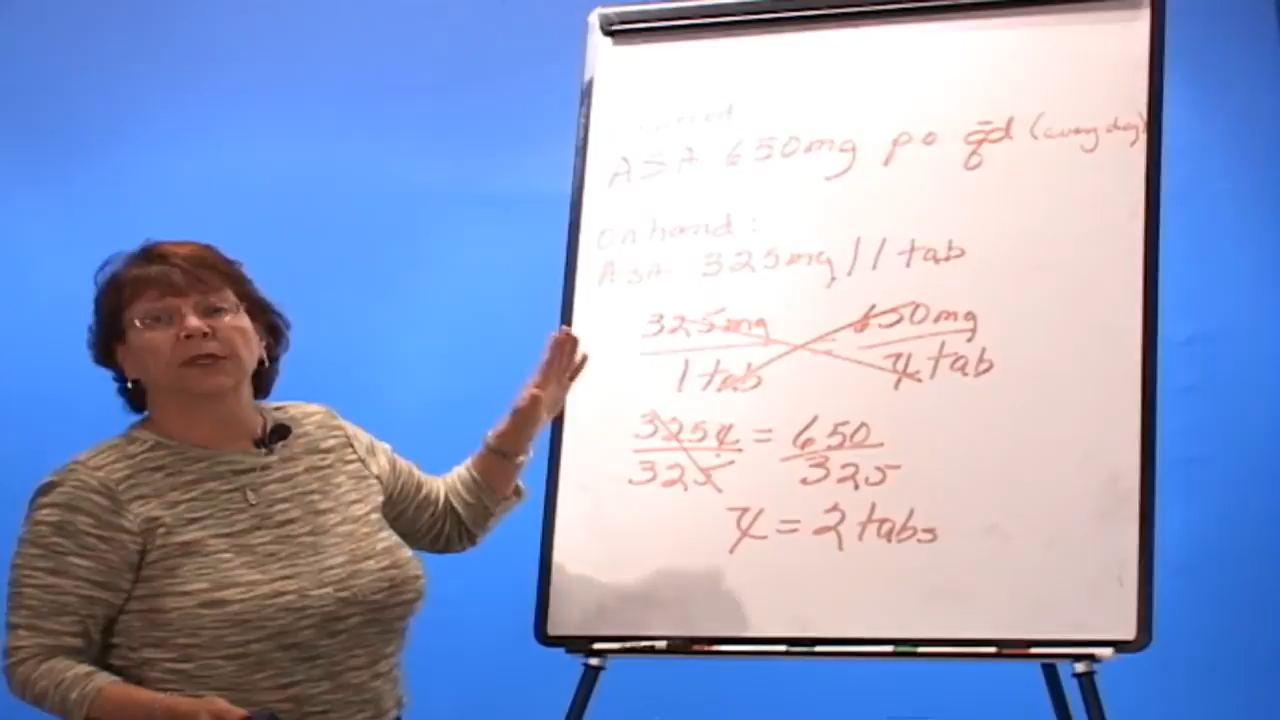 ASA 650mg po qd (every day)
On hand:
ASA 325mg / 1 tab
325mg 650mg
1 tab x tab
325x = 650
325 325
x = 2 tabs